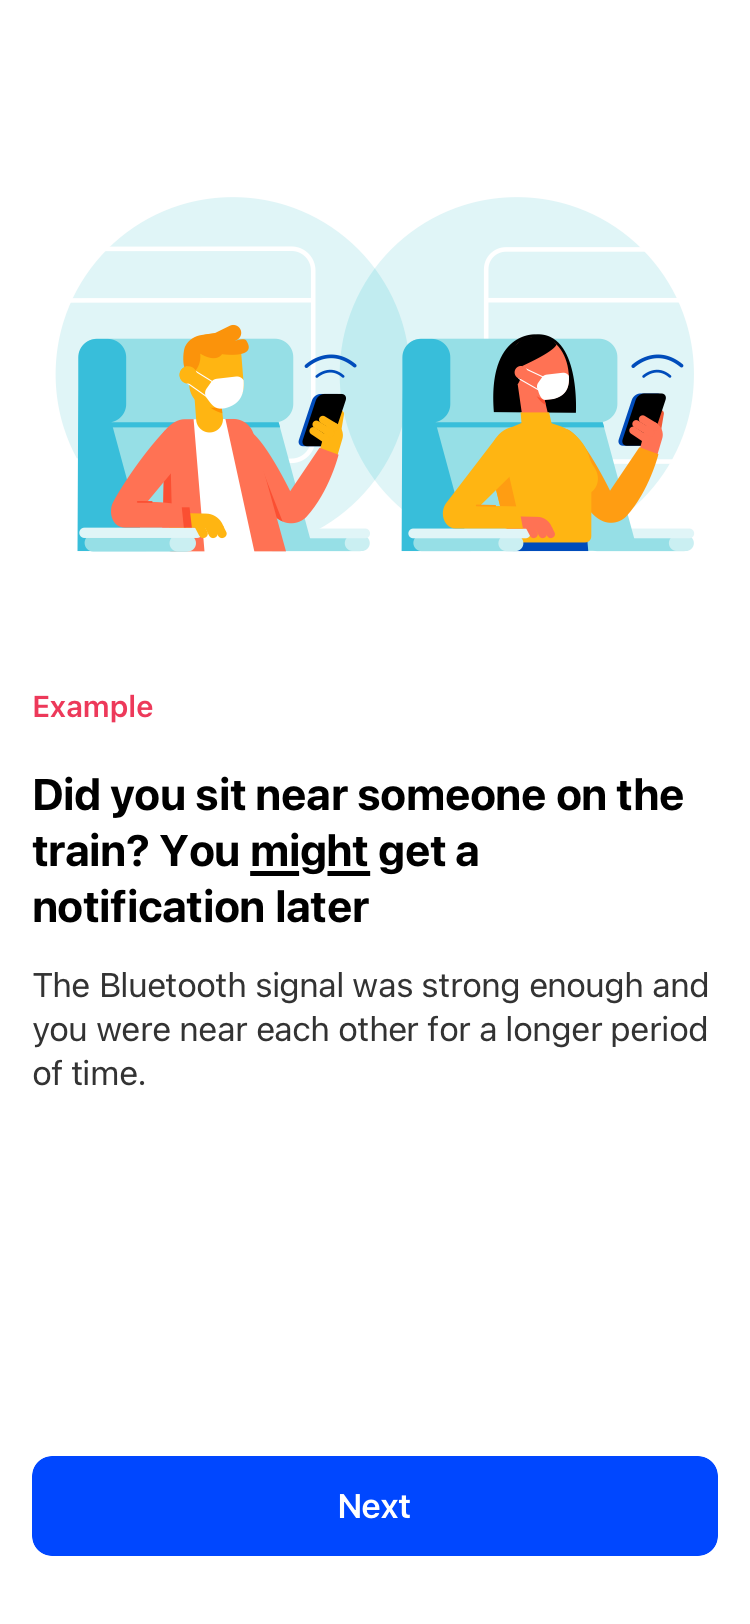 Example
Did you sit near someone on the
train? You might get a
notification later
The Bluetooth signal was strong enough and
you were near each other for a longer period
of time.
Next